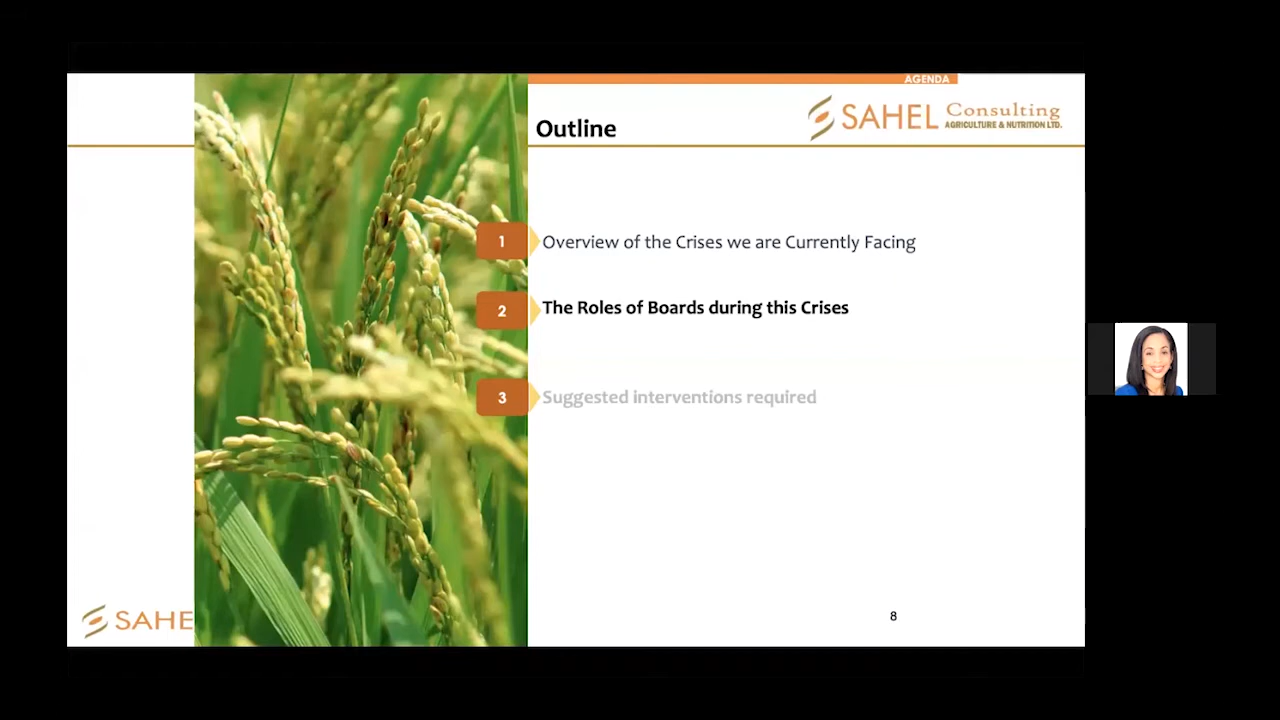 AGENDA
SAHEL Consulting
AGRICULTURE & NUTRITION LTD.
Outline
1 Overview of the Crises we are Currently Facing
2 The Roles of Boards during this Crises
3 Suggested interventions required
SAHE
8